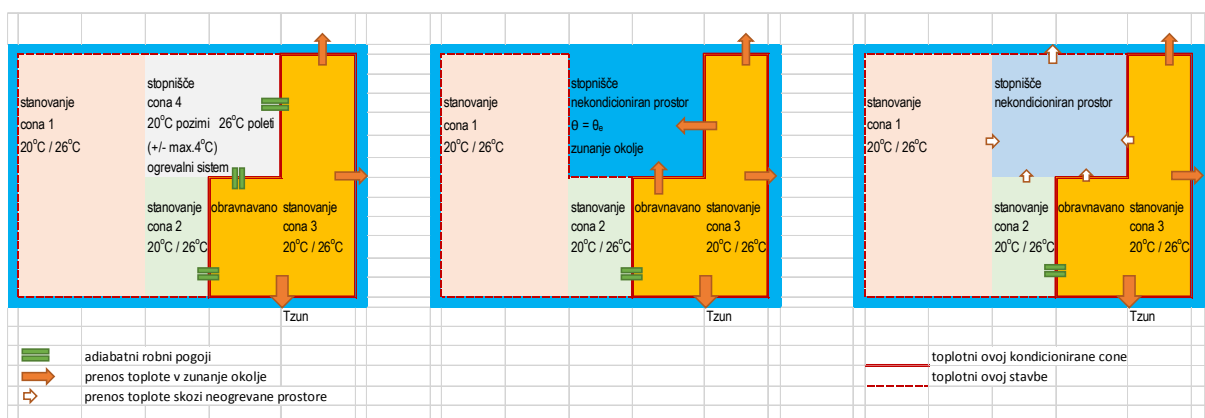 stanovanje
cona 1
20°C / 26°C
stopnišče
cona 4
20°C pozimi 26°C poleti
(+/- max.4°C)
ogrevalni sistem
stanovanje
cona 2
20°C / 26°C
obravnavano stanovanje
cona 3
20°C / 26°C
Tzun
stanovanje
cona 1
20°C / 26°C
stopnišče
nekondicioniran prostor
θ = θe
zunanje okolje
stanovanje
cona 2
20°C / 26°C
obravnavano stanovanje
cona 3
20°C / 26°C
Tzun
stanovanje
cona 1
20°C / 26°C
stopnišče
nekondicioniran prostor
stanovanje
cona 2
20°C / 26°C
obravnavano stanovanje
cona 3
20°C / 26°C
Tzun
adiabatni robni pogoji
prenos toplote v zunanje okolje
prenos toplote skozi neogrevane prostore
toplotni ovoj kondicionirane cone
toplotni ovoj stavbe